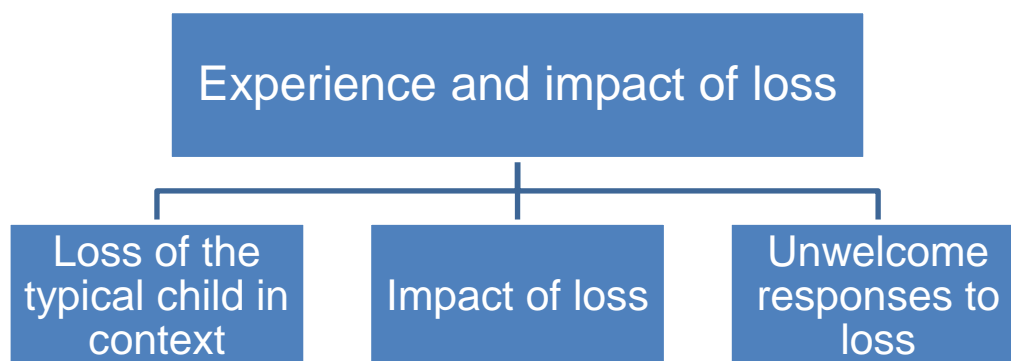 Experience and impact of loss
Loss of the
typical child in
context
Impact of loss
Unwelcome
responses to
loss